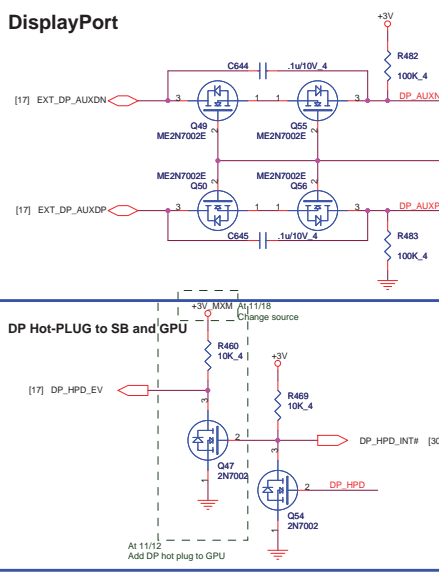 DisplayPort
+3V
C644 .1u/10V_4
R482
100K_4
[17] EXT_DP_AUXDN
3 1 1 3
DP_AUXN
Q49
ME2N7002E
Q55
ME2N7002E
2 2
ME2N7002E
Q50
ME2N7002E
Q56
2 2
[17] EXT_DP_AUXDP
3 1 1 3
DP_AUXP
C645 .1u/10V_4
R483
100K_4
+3V_MXM
At 11/18
Change source
DP Hot-PLUG to SB and GPU
R460
10K_4
+3V
[17] DP_HPD_EV
R469
10K_4
3
2
DP_HPD_INT# [30
Q47
2N7002
3
1
2
DP_HPD
Q54
2N7002
1
At 11/12
Add DP hot plug to GPU